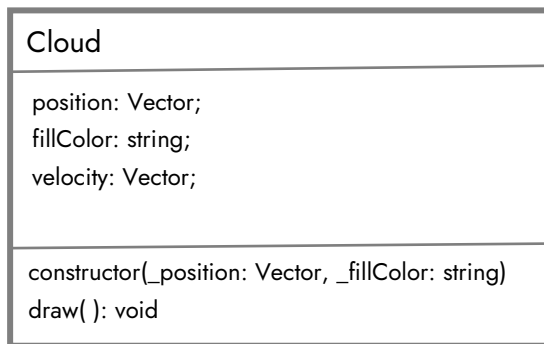 Cloud
position: Vector;
fillColor: string;
velocity: Vector;
constructor(_position: Vector, _fillColor: string)
draw( ): void